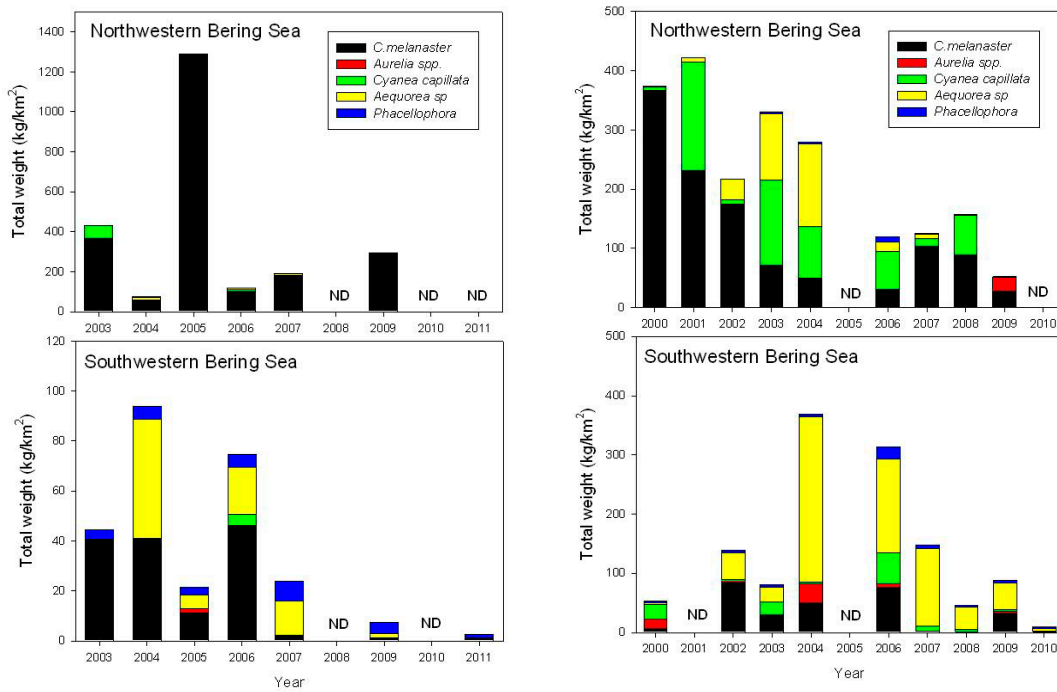 Northwestern Bering Sea
C.melanaster
Aurelia spp.
Cyanea capillata
Aequorea sp
Phacellophora
Total weight (kg/km²)
1400
1200
1000
800
600
400
200
0
ND
ND
ND
2003 2004 2005 2006 2007 2008 2009 2010 2011
Northwestern Bering Sea
C.melanaster
Aurelia spp.
Cyanea capillata
Aequorea sp
Phacellophora
Total weight (kg/km²)
500
400
300
200
100
0
ND
ND
2000 2001 2002 2003 2004 2005 2006 2007 2008 2009 2010
Southwestern Bering Sea
Total weight (kg/km²)
120
100
80
60
40
20
0
ND
ND
2003 2004 2005 2006 2007 2008 2009 2010 2011
Year
Southwestern Bering Sea
Total weight (kg/km²)
500
400
300
200
100
0
ND
ND
2000 2001 2002 2003 2004 2005 2006 2007 2008 2009 2010
Year